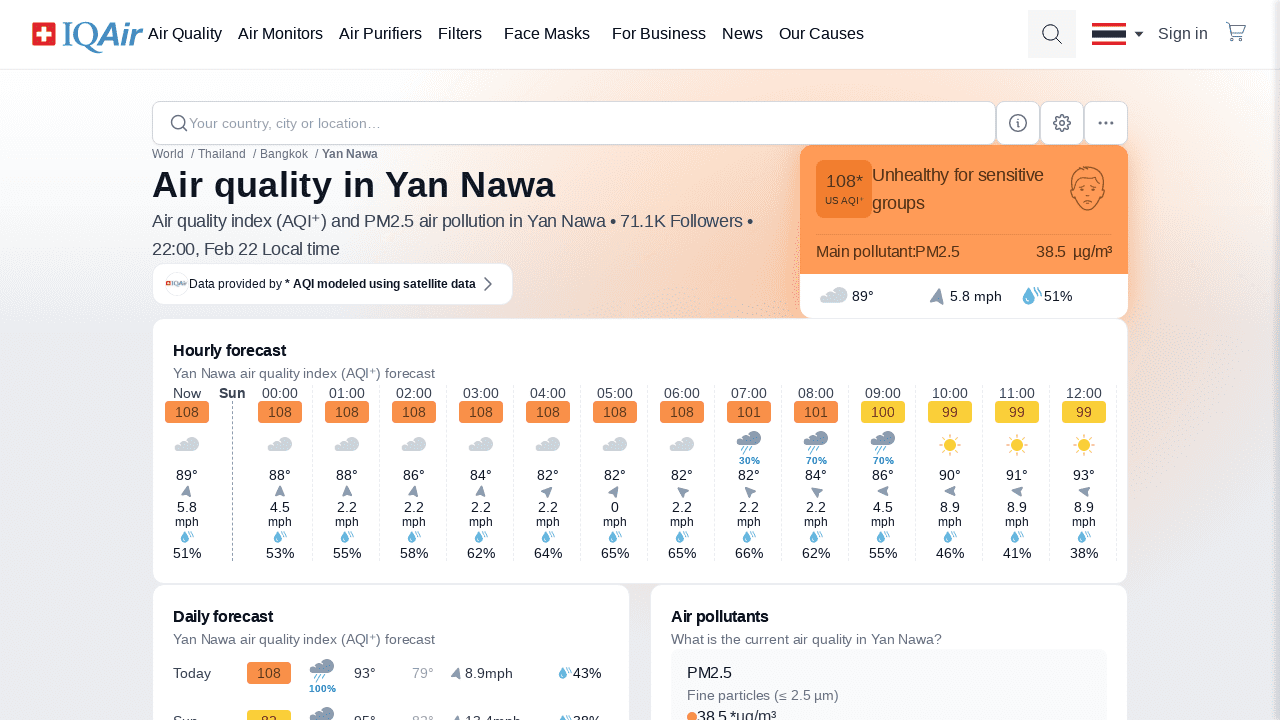 IQAir Air Quality Air Monitors Air Purifiers Filters Face Masks For Business News Our Causes Sign in
Your country, city or location…
World / Thailand / Bangkok / Yan Nawa
Air quality in Yan Nawa
Air quality index (AQI⁺) and PM2.5 air pollution in Yan Nawa • 71.1K Followers •
22:00, Feb 22 Local time
IQAir Data provided by * AQI modeled using satellite data
108*
US AQI⁺
Unhealthy for sensitive
groups
Main pollutant:PM2.5 38.5 µg/m³
89° 5.8 mph 51%
Hourly forecast
Yan Nawa air quality index (AQI⁺) forecast
Now Sun 00:00 01:00 02:00 03:00 04:00 05:00 06:00 07:00 08:00 09:00 10:00 11:00 12:00
108 108 108 108 108 108 108 108 101 101 100 99 99 99
30% 70% 70%
89° 88° 88° 86° 84° 82° 82° 82° 82° 84° 86° 90° 91° 93°
5.8 4.5 2.2 2.2 2.2 2.2 0 2.2 2.2 2.2 4.5 8.9 8.9 8.9
mph mph mph mph mph mph mph mph mph mph mph mph mph mph
51% 53% 55% 58% 62% 64% 65% 65% 66% 62% 55% 46% 41% 38%
Daily forecast
Yan Nawa air quality index (AQI⁺) forecast
Today 108 100% 93° 79° 8.9mph 43%
Sun 82 95° 82° 13.4mph 38%
Air pollutants
What is the current air quality in Yan Nawa?
PM2.5
Fine particles (≤ 2.5 µm)
38.5 *µg/m³